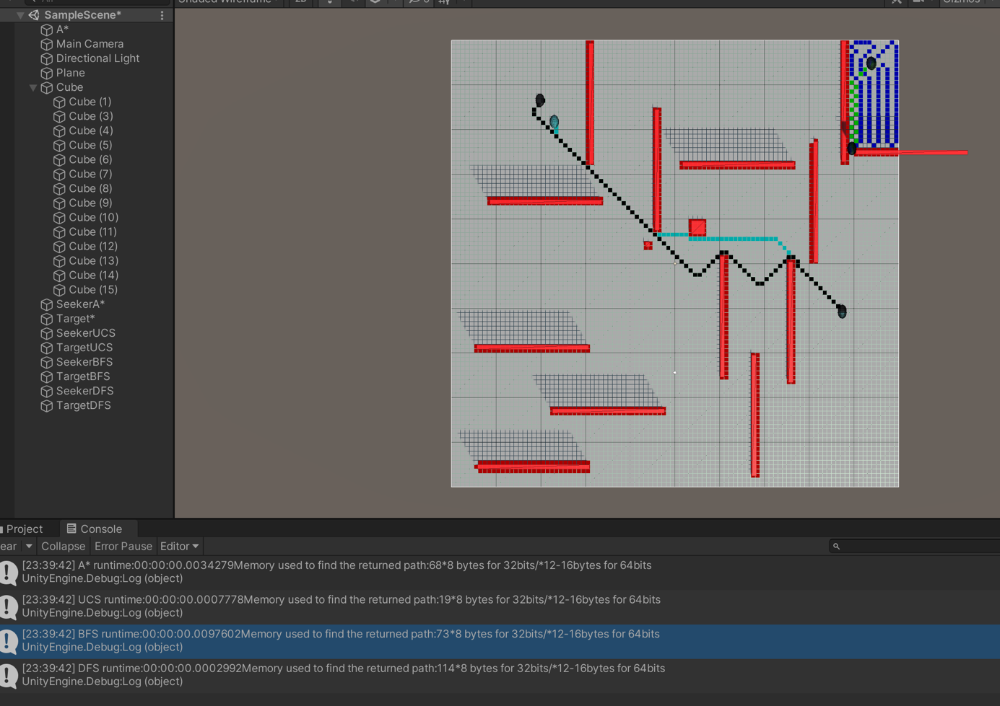 Shaded Wireframe
2D
Gizmos
SampleScene*
A*
Main Camera
Directional Light
Plane
Cube
Cube (1)
Cube (3)
Cube (4)
Cube (5)
Cube (6)
Cube (7)
Cube (8)
Cube (9)
Cube (10)
Cube (11)
Cube (12)
Cube (13)
Cube (14)
Cube (15)
SeekerA*
Target*
SeekerUCS
TargetUCS
SeekerBFS
TargetBFS
SeekerDFS
TargetDFS
Project
Console
ear
Collapse
Error Pause
Editor
[23:39:42] A* runtime:00:00:00.0034279Memory used to find the returned path:68*8 bytes for 32bits/*12-16bytes for 64bits
UnityEngine.Debug:Log (object)
[23:39:42] UCS runtime:00:00:00.0007778Memory used to find the returned path:19*8 bytes for 32bits/*12-16bytes for 64bits
UnityEngine.Debug:Log (object)
[23:39:42] BFS runtime:00:00:00.0097602Memory used to find the returned path:73*8 bytes for 32bits/*12-16bytes for 64bits
UnityEngine.Debug:Log (object)
[23:39:42] DFS runtime:00:00:00.0002992Memory used to find the returned path:114*8 bytes for 32bits/*12-16bytes for 64bits
UnityEngine.Debug:Log (object)